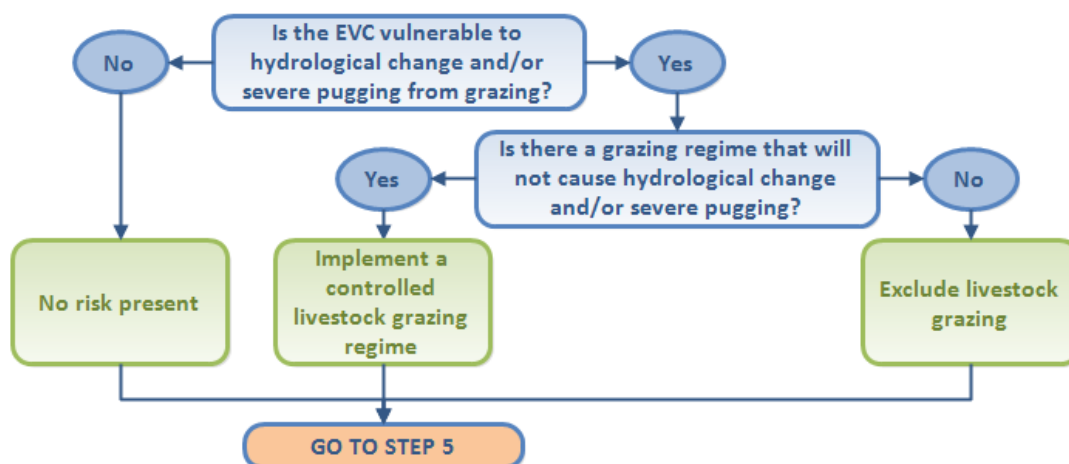 Is the EVC vulnerable to
hydrological change and/or
severe pugging from grazing?
No
Yes
Is there a grazing regime that will
not cause hydrological change
and/or severe pugging?
Yes
No
No risk present
Implement a
controlled
livestock grazing
regime
Exclude livestock
grazing
GO TO STEP 5